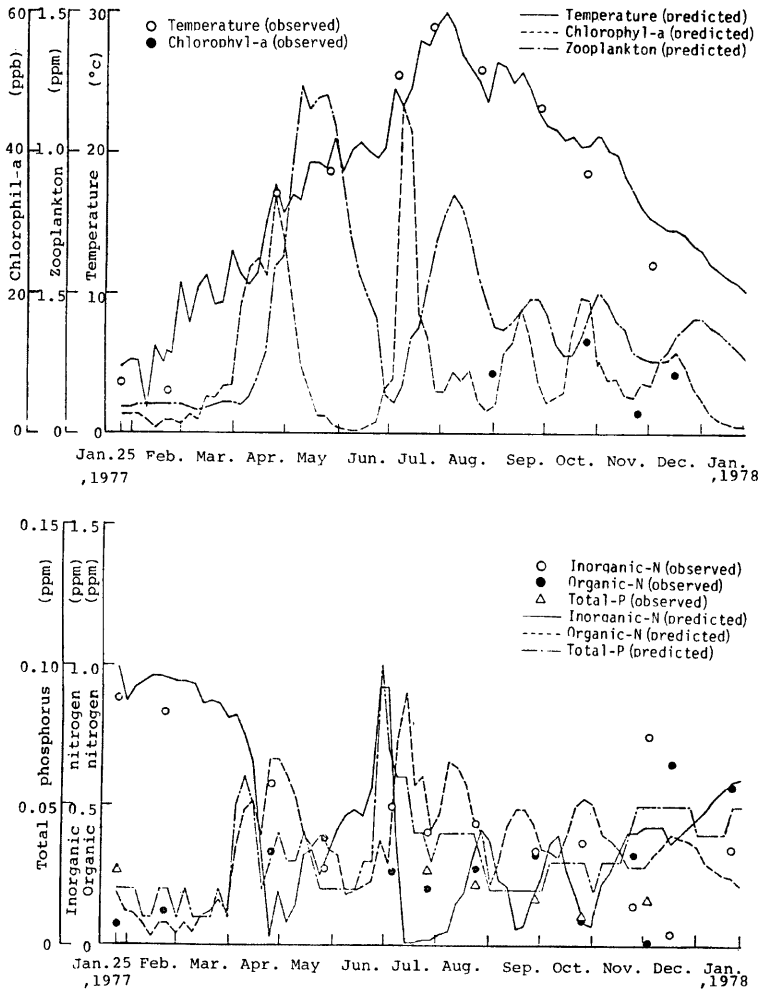 60 1.5 30
Temperature (observed)
Chlorophyl-a (observed)
Temperature (predicted)
Chlorophyl-a (predicted)
Zooplankton (predicted)
Chlorophil-a (ppb)
Zooplankton (ppm)
Temperature (°c)
40 1.0 20
20 1.5 10
0 0 0
Jan.25 Feb. Mar. Apr. May Jun. Jul. Aug. Sep. Oct. Nov. Dec. Jan.
,1977 ,1978
0.15 1.5
Inorganic-N (observed)
Organic-N (observed)
Total-P (observed)
Inorganic-N (predicted)
Organic-N (predicted)
Total-P (predicted)
Total phosphorus (ppm)
Inorganic nitrogen (ppm)
Organic nitrogen (ppm)
0.10 1.0
0.05 0.5
0 0
Jan.25 Feb. Mar. Apr. May Jun. Jul. Aug. Sep. Oct. Nov. Dec. Jan.
,1977 ,1978